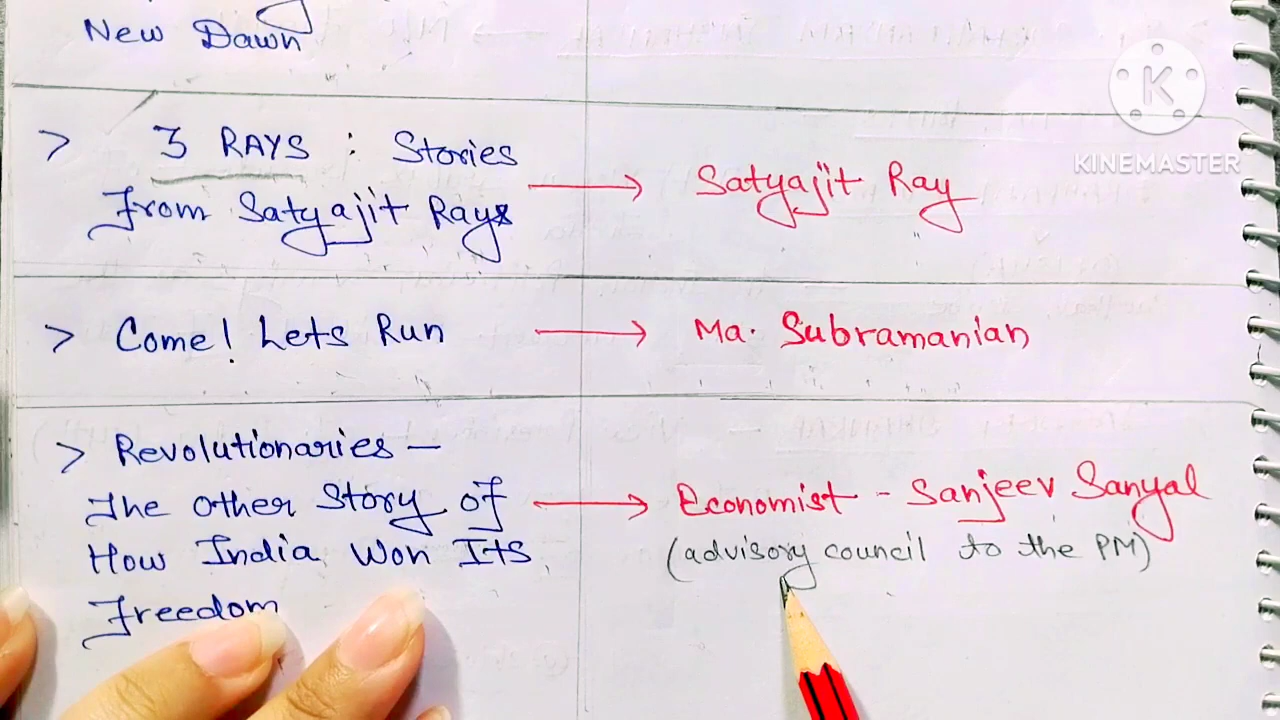 New Dawn
> 3 RAYS : Stories
From Satyajit Ray
→ Satyajit Ray
> Come! Lets Run → Ma. Subramanian
> Revolutionaries –
The Other Story of
How India Won Its
Freedom
→ Economist - Sanjeev Sanyal
(advisory council to the PM)
K
KINEMASTER